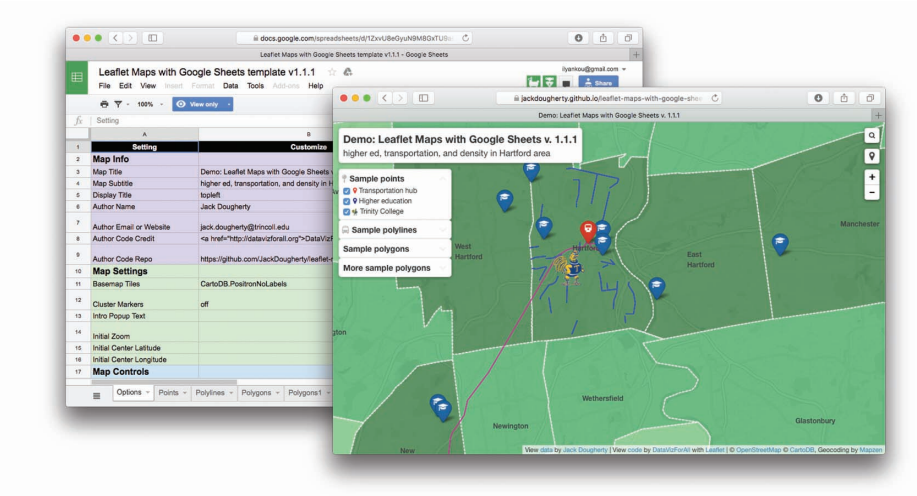 docs.google.com/spreadsheets/d/1ZxvU8eGyuN9M8GxTU9
Leaflet Maps with Google Sheets template v1.1.1 - Google Sheets
Leaflet Maps with Google Sheets template v1.1.1
ilyankou@gmail.com
File Edit View Insert Format Data Tools Add-ons Help
Share
100% View only
fx Setting
A B
1 Setting Customize
2 Map Info
3 Map Title Demo: Leaflet Maps with Google Sheets
4 Map Subtitle higher ed, transportation, and density in H
5 Display Title topleft
6 Author Name Jack Dougherty
7 Author Email or Website jack.dougherty@trincoll.edu
8 Author Code Credit <a href="http://datavizforall.org">DataVizF
9 Author Code Repo https://github.com/JackDougherty/leaflet-
10 Map Settings
11 Basemap Tiles CartoDB.PositronNoLabels
12 Cluster Markers off
13 Intro Popup Text
14 Initial Zoom
15 Initial Center Latitude
16 Initial Center Longitude
17 Map Controls
Options Points Polylines Polygons Polygons1
jackdougherty.github.io/leaflet-maps-with-google-shee
Demo: Leaflet Maps with Google Sheets v. 1.1.1
Demo: Leaflet Maps with Google Sheets v. 1.1.1
higher ed, transportation, and density in Hartford area
Sample points
Transportation hub
Higher education
Trinity College
Sample polylines
Sample polygons
More sample polygons
+
-
Manchester
West
Hartford
Hartford
East
Hartford
gton
Wethersfield
Newington
Glastonbury
New
View data by Jack Dougherty | View code by DataVizForAll with Leaflet | © OpenStreetMap © CartoDB, Geocoding by Mapzen